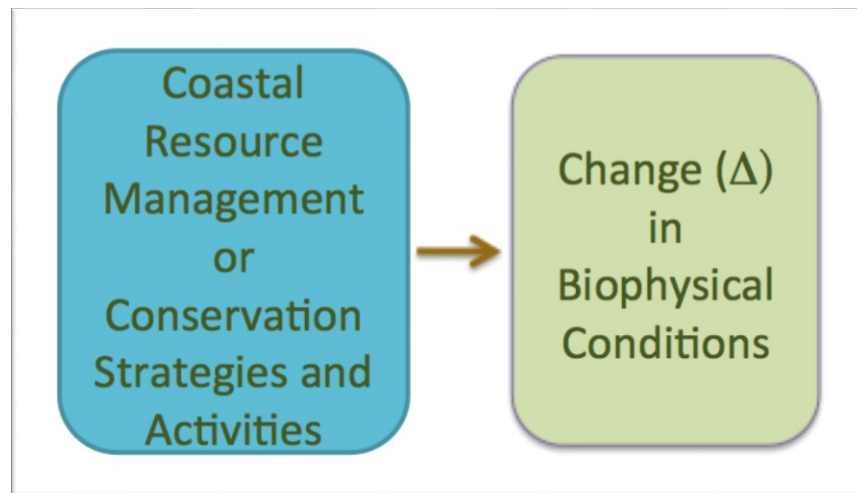 Coastal
Resource
Management
or
Conservation
Strategies and
Activities
Change (Δ)
in
Biophysical
Conditions